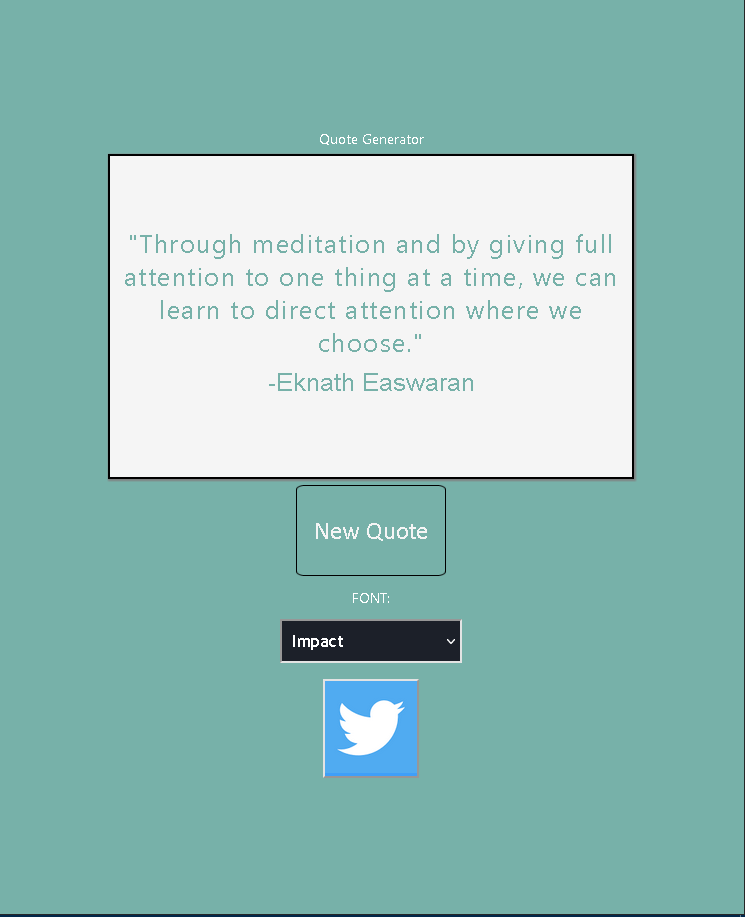 Quote Generator
"Through meditation and by giving full
attention to one thing at a time, we can
learn to direct attention where we
choose."
-Eknath Easwaran
New Quote
FONT:
Impact